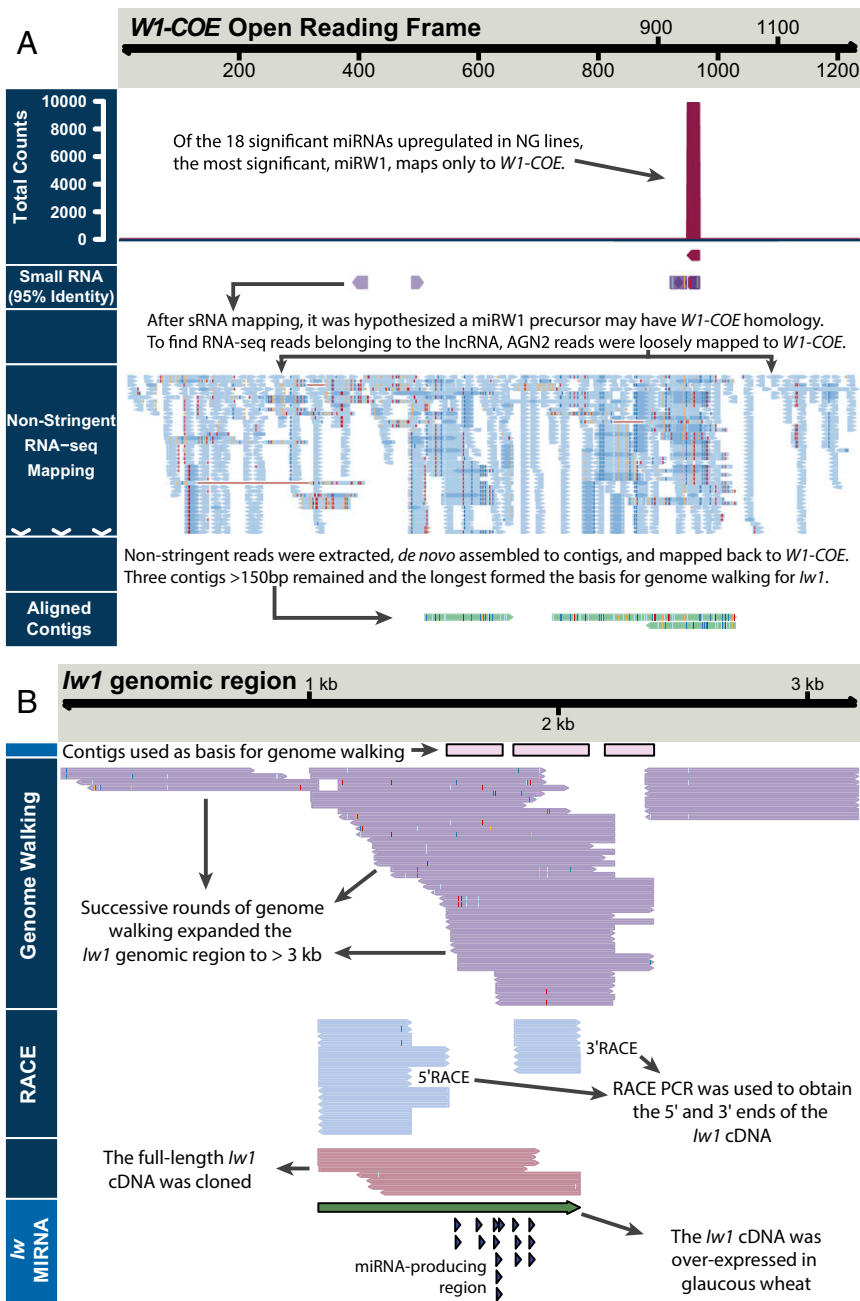 A
W1-COE Open Reading Frame
900 1100
200 400 600 800 1000 1200
Total Counts
10000
8000
6000
4000
2000
0
Of the 18 significant miRNAs upregulated in NG lines,
the most significant, miRW1, maps only to W1-COE.
Small RNA
(95% Identity)
After sRNA mapping, it was hypothesized a miRW1 precursor may have W1-COE homology.
To find RNA-seq reads belonging to the lncRNA, AGN2 reads were loosely mapped to W1-COE.
Non-Stringent
RNA-seq
Mapping
Non-stringent reads were extracted, de novo assembled to contigs, and mapped back to W1-COE.
Three contigs >150bp remained and the longest formed the basis for genome walking for Iw1.
Aligned
Contigs
B
Iw1 genomic region
1 kb
2 kb
3 kb
Contigs used as basis for genome walking
Genome Walking
Successive rounds of genome
walking expanded the
Iw1 genomic region to > 3 kb
RACE
5'RACE
3'RACE
RACE PCR was used to obtain
the 5' and 3' ends of the
Iw1 cDNA
The full-length Iw1
cDNA was cloned
Iw
MIRNA
miRNA-producing
region
The Iw1 cDNA was
over-expressed in
glaucous wheat